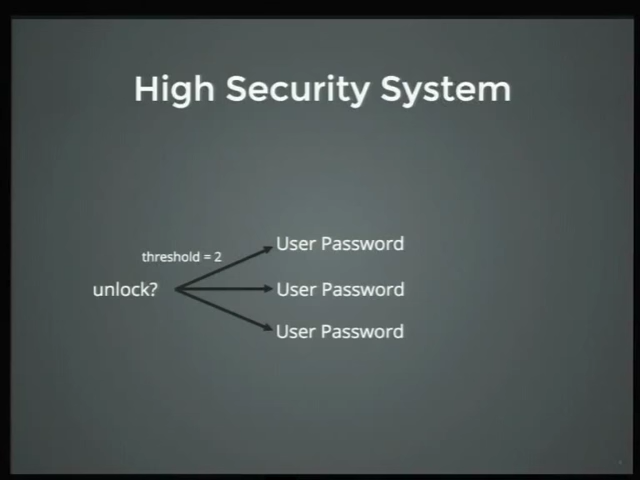 High Security System
threshold = 2
User Password
unlock?
User Password
User Password